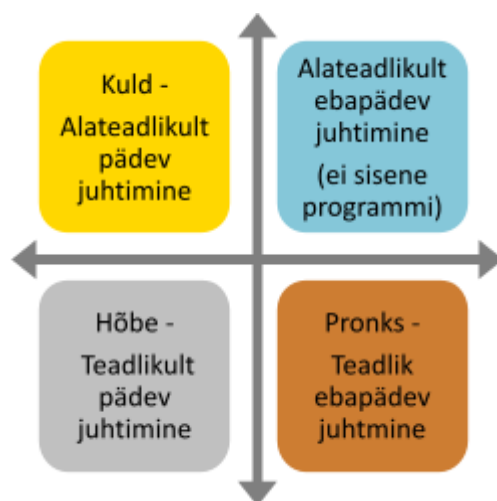 Kuld -
Alateadlikult
pädev
juhtimine
Alateadlikult
ebapädev
juhtimine
(ei sisene
programmi)
Hõbe -
Teadlikult
pädev
juhtimine
Pronks -
Teadlik
ebapädev
juhtmine